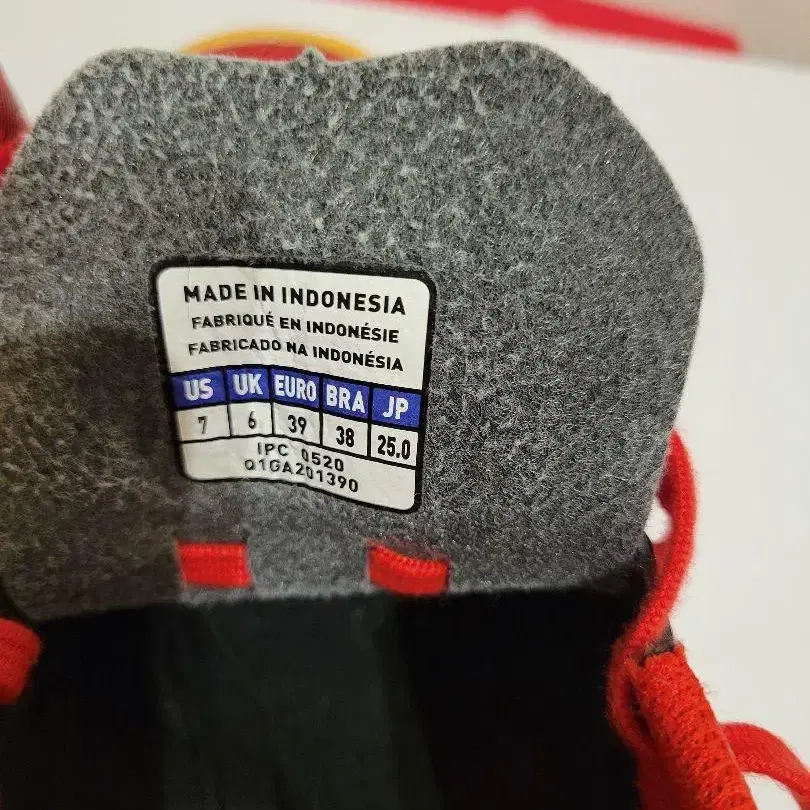 MADE IN INDONESIA
FABRIQUÉ EN INDONÉSIE
FABRICADO NA INDONÉSIA
US UK EURO BRA JP
7 6 39 38 25.0
IPC 0520
Q1GA201390